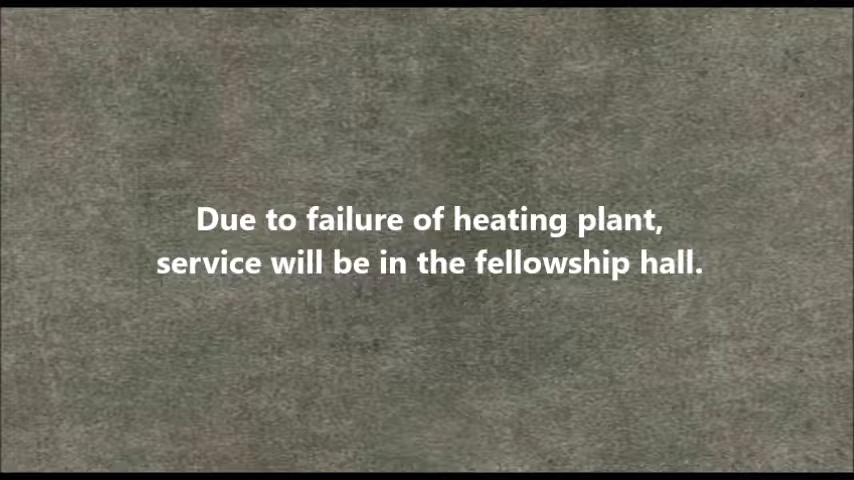 Due to failure of heating plant,
service will be in the fellowship hall.